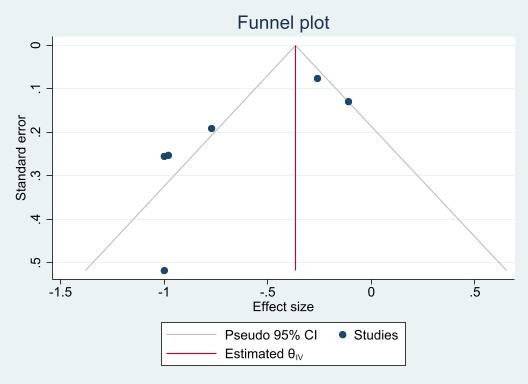 Funnel plot
Standard error
0
.1
.2
.3
.4
.5
-1.5
-1
-.5
0
.5
Effect size
Pseudo 95% CI
Studies
Estimated θIV